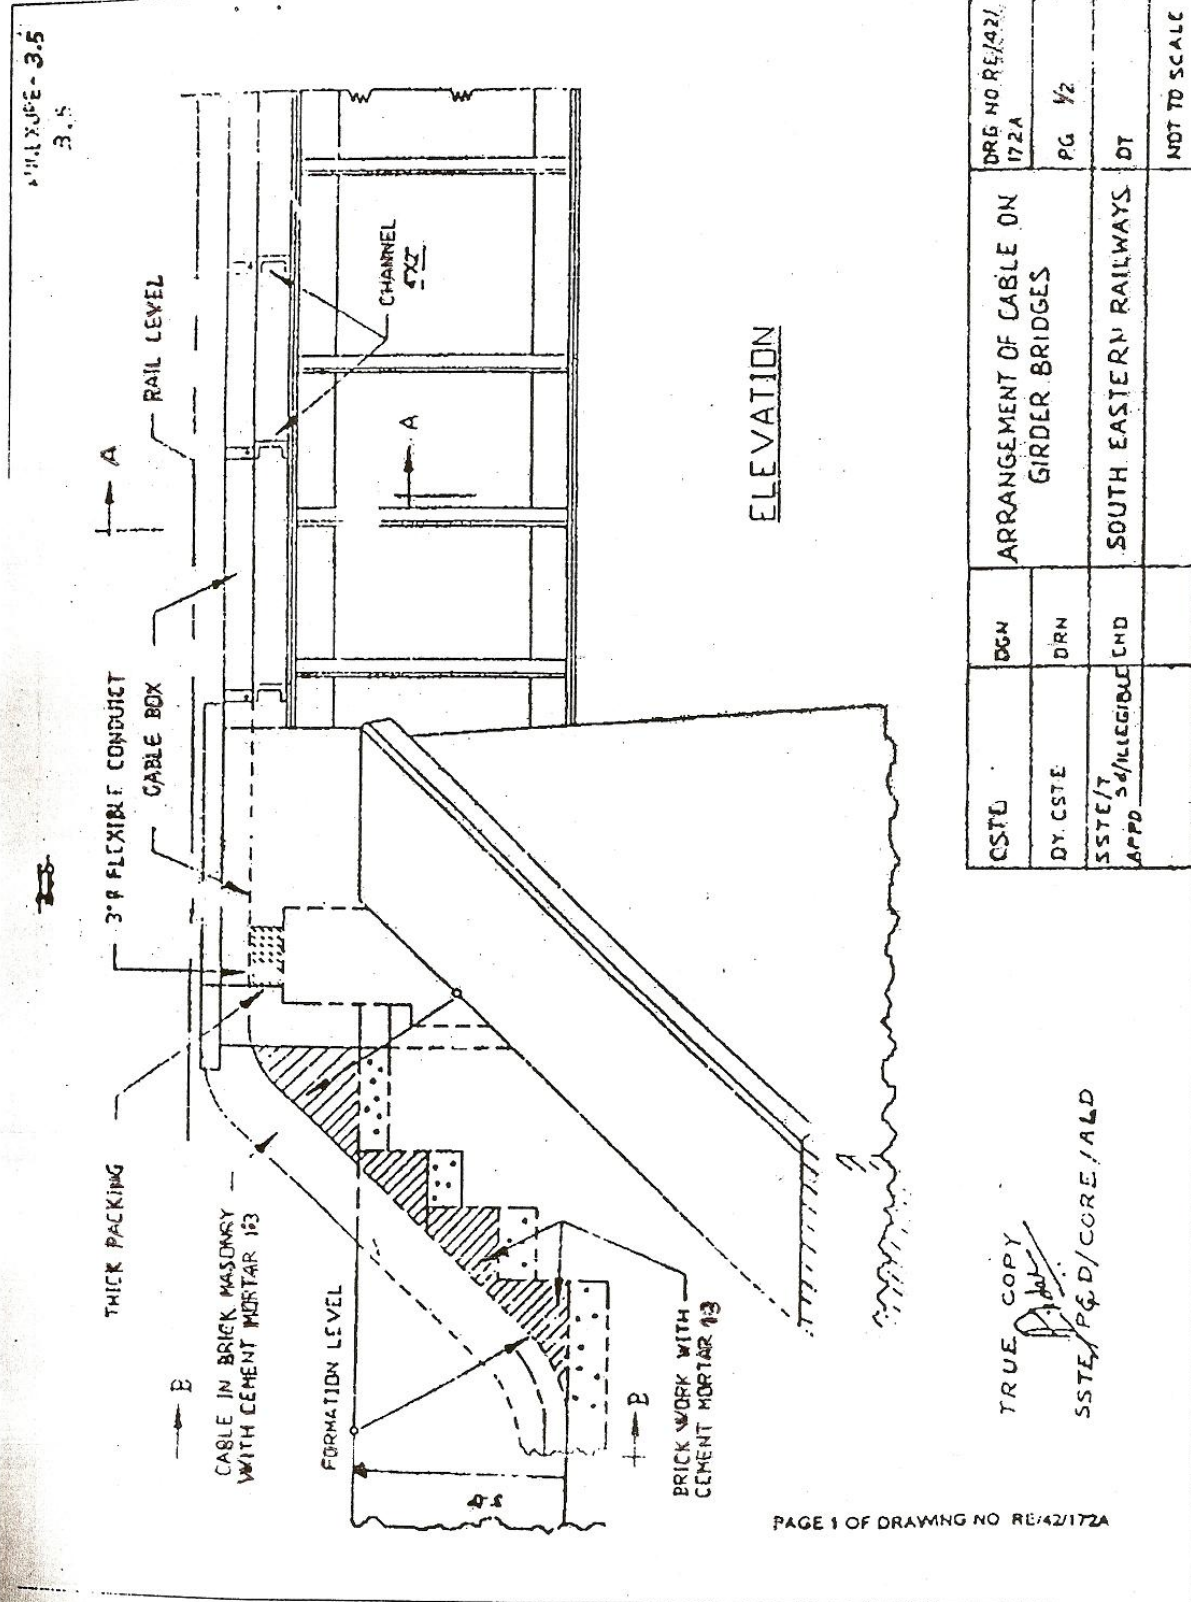 3.5
3" P FLEXIBLE CONDUIT
CABLE BOX
RAIL LEVEL
A
THICK PACKING
B
CABLE IN BRICK MASONRY
WITH CEMENT MORTAR 1:3
FORMATION LEVEL
CHANNEL
A
B
BRICK WORK WITH
CEMENT MORTAR 1:3
ELEVATION
TRUE COPY
SSTE/P&D/CORE/ALD
CSTE
DGN
ARRANGEMENT OF CABLE ON
GIRDER BRIDGES
DRG NO RE/42/
172A
DY. CSTE
DRN
PG 1/2
SSTE/T
APPD Sd/ILLEGIBLE
CHD
SOUTH EASTERN RAILWAYS
DT
NOT TO SCALE
PAGE 1 OF DRAWING NO RE/42/172A